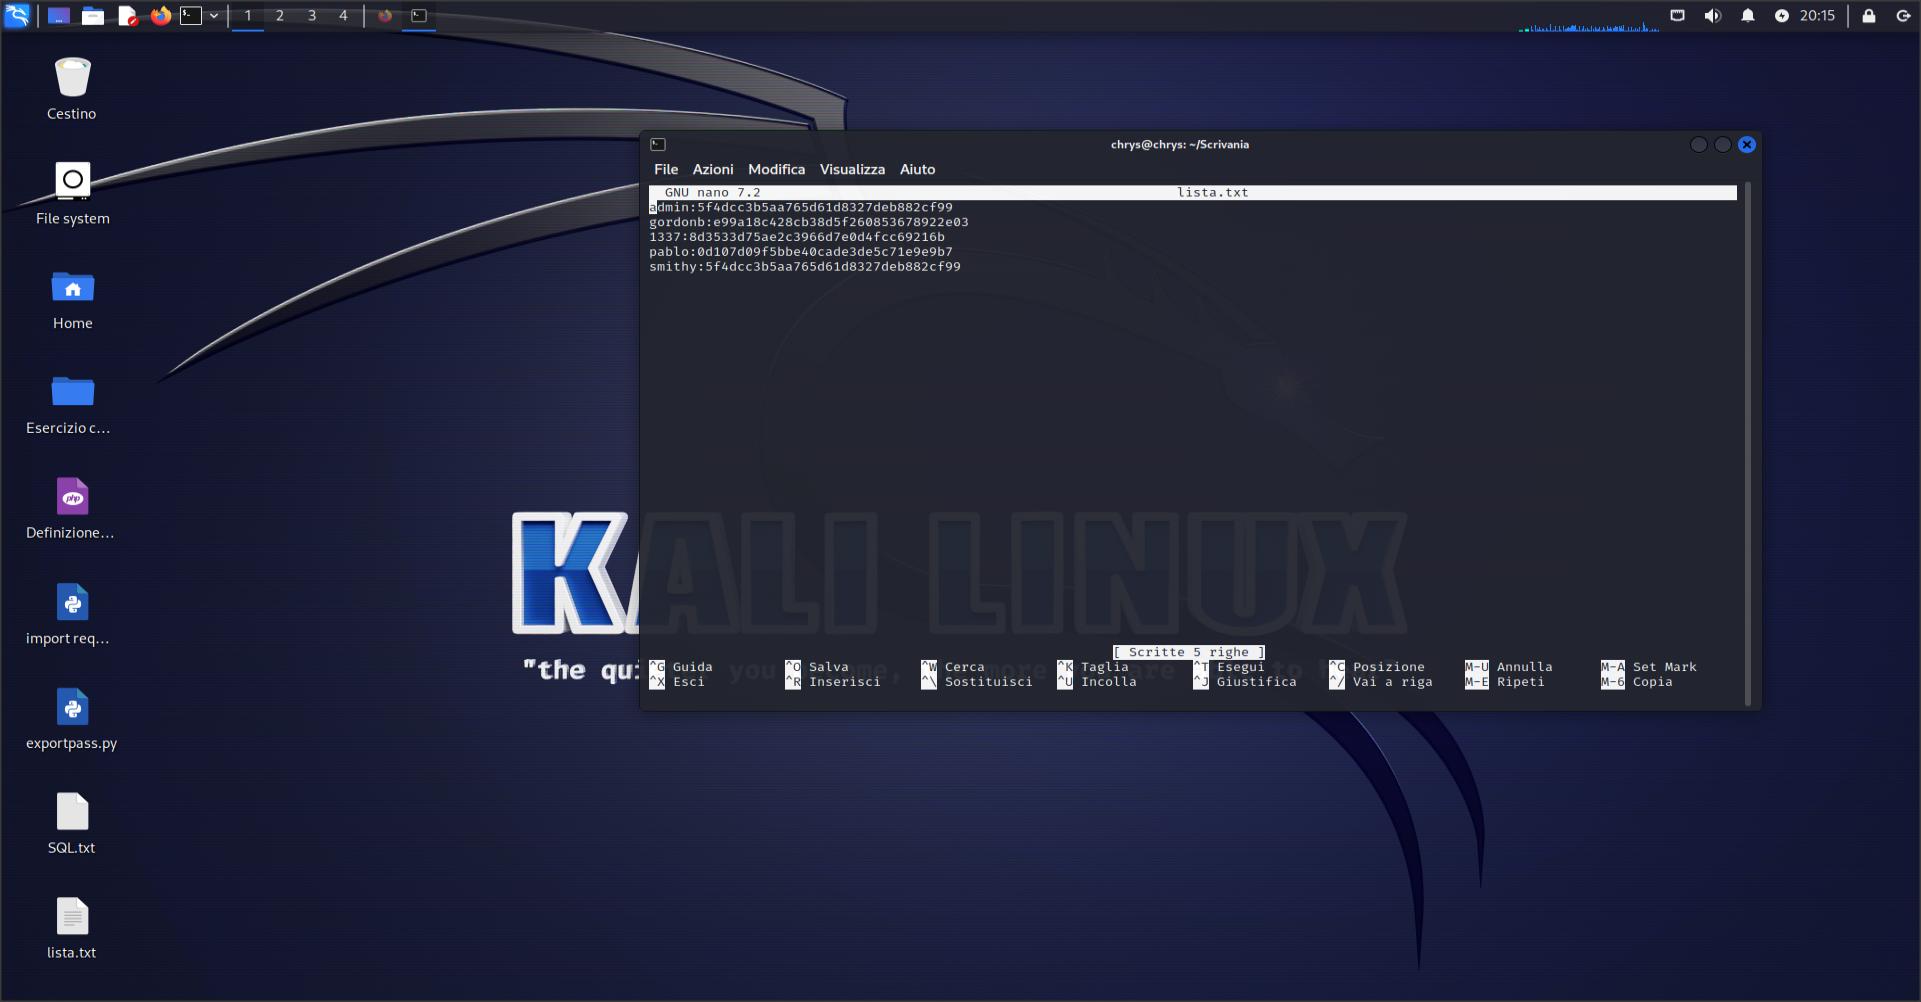 1 2 3 4
20:15
Cestino
File system
Home
Esercizio c...
Definizione...
import req...
exportpass.py
SQL.txt
lista.txt
php
chrys@chrys: ~/Scrivania
File Azioni Modifica Visualizza Aiuto
GNU nano 7.2 lista.txt
admin:5f4dcc3b5aa765d61d8327deb882cf99
gordonb:e99a18c428cb38d5f260853678922e03
1337:8d3533d75ae2c3966d7e0d4fcc69216b
pablo:0d107d09f5bbe40cade3de5c71e9e9b7
smithy:5f4dcc3b5aa765d61d8327deb882cf99
KALI LINUX
"the qui you
[ Scritte 5 righe ]
^G Guida ^O Salva ^W Cerca ^K Taglia ^T Esegui ^C Posizione M-U Annulla M-A Set Mark
^X Esci ^R Inserisci ^\ Sostituisci ^U Incolla ^J Giustifica ^/ Vai a riga M-E Ripeti M-6 Copia